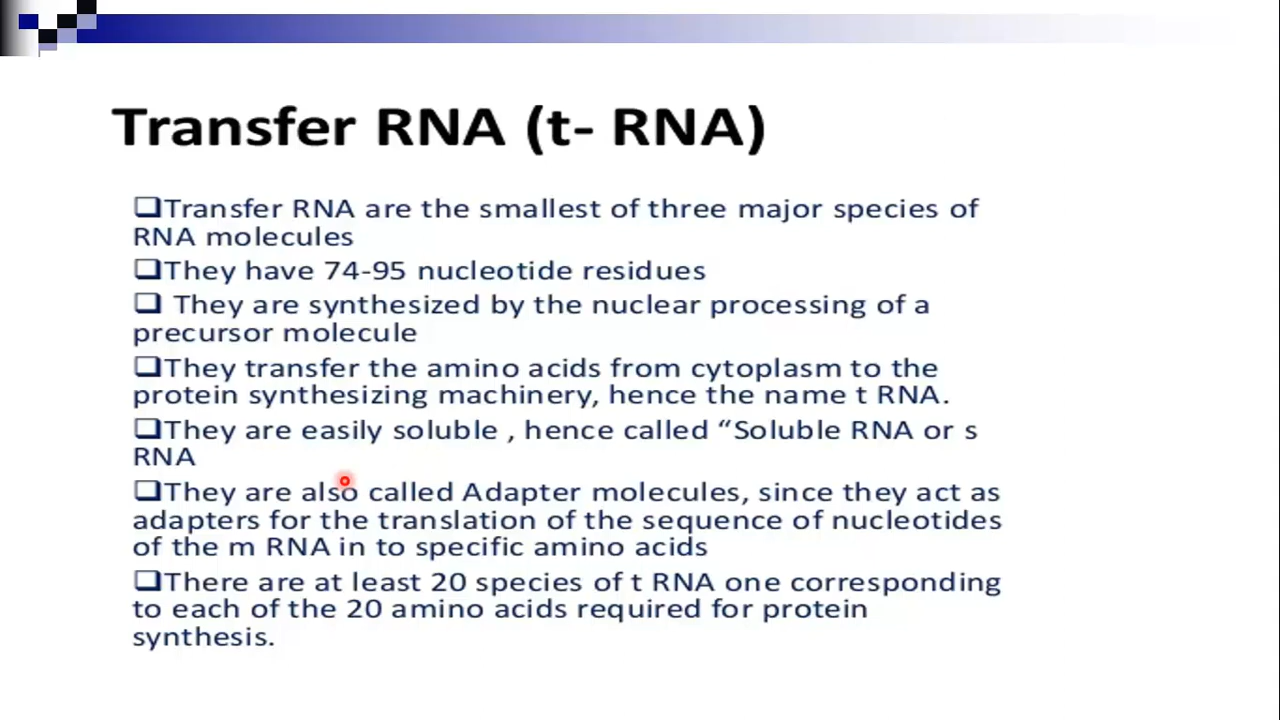 Transfer RNA (t- RNA)
❑Transfer RNA are the smallest of three major species of
RNA molecules
❑They have 74-95 nucleotide residues
❑ They are synthesized by the nuclear processing of a
precursor molecule
❑They transfer the amino acids from cytoplasm to the
protein synthesizing machinery, hence the name t RNA.
❑They are easily soluble , hence called “Soluble RNA or s
RNA
❑They are also called Adapter molecules, since they act as
adapters for the translation of the sequence of nucleotides
of the m RNA in to specific amino acids
❑There are at least 20 species of t RNA one corresponding
to each of the 20 amino acids required for protein
synthesis.